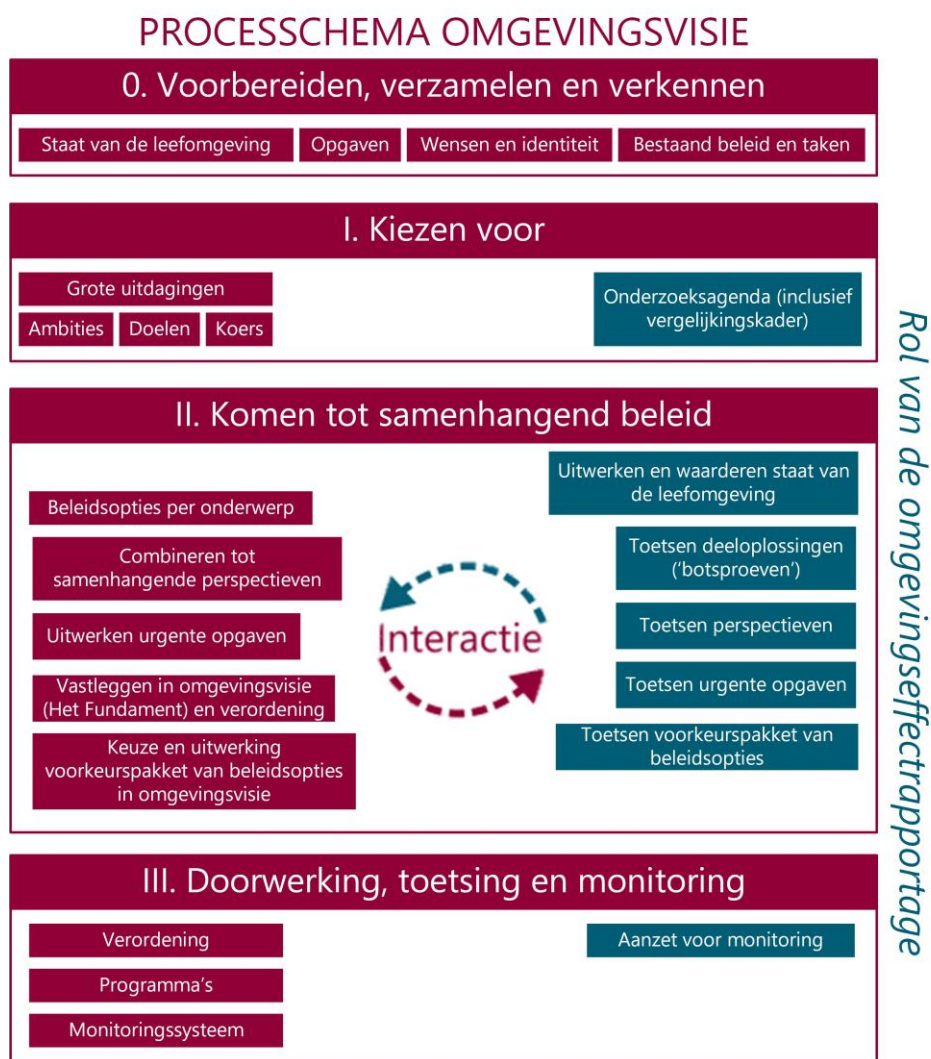 PROCESSCHEMA OMGEVINGSVISIE
0. Voorbereiden, verzamelen en verkennen
Staat van de leefomgeving
Opgaven
Wensen en identiteit
Bestaand beleid en taken
I. Kiezen voor
Grote uitdagingen
Ambities
Doelen
Koers
Onderzoeksagenda (inclusief
vergelijkingskader)
II. Komen tot samenhangend beleid
Beleidsopties per onderwerp
Combineren tot
samenhangende perspectieven
Uitwerken urgente opgaven
Vastleggen in omgevingsvisie
(Het Fundament) en verordening
Keuze en uitwerking
voorkeurspakket van beleidsopties
in omgevingsvisie
Interactie
Uitwerken en waarderen staat van
de leefomgeving
Toetsen deeloplossingen
(‘botsproeven’)
Toetsen perspectieven
Toetsen urgente opgaven
Toetsen voorkeurspakket van
beleidsopties
III. Doorwerking, toetsing en monitoring
Verordening
Programma’s
Monitoringssysteem
Aanzet voor monitoring
Rol van de omgevingseffectrapportage